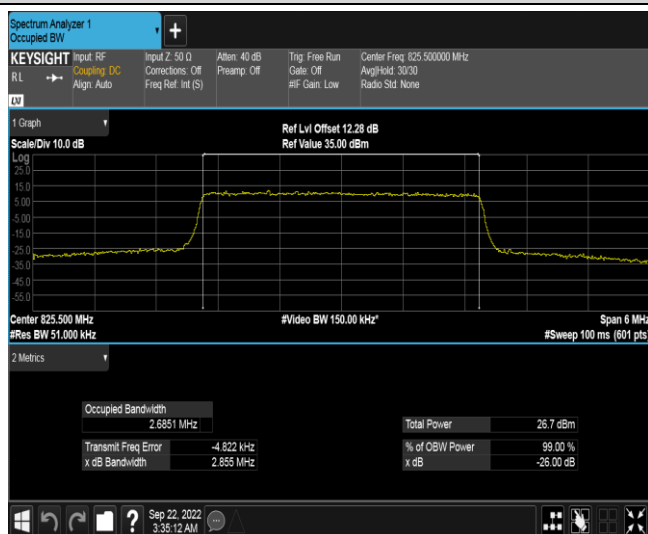 Spectrum Analyzer 1
Occupied BW
+
KEYSIGHT
R L
LXI
Input: RF
Coupling: DC
Align: Auto
Input Z: 50 Ω
Corrections: Off
Freq Ref: Int (S)
Atten: 40 dB
Preamp: Off
Trig: Free Run
Gate: Off
#IF Gain: Low
Center Freq: 825.500000 MHz
Avg|Hold: 30/30
Radio Std: None
1 Graph
Scale/Div 10.0 dB
Ref Lvl Offset 12.28 dB
Ref Value 35.00 dBm
Log
25.0
15.0
5.00
-5.00
-15.0
-25.0
-35.0
-45.0
-55.0
Center 825.500 MHz
#Res BW 51.000 kHz
#Video BW 150.00 kHz*
Span 6 MHz
#Sweep 100 ms (601 pts)
2 Metrics
Occupied Bandwidth
2.6851 MHz
Transmit Freq Error -4.822 kHz
x dB Bandwidth 2.855 MHz
Total Power 26.7 dBm
% of OBW Power 99.00 %
x dB -26.00 dB
?
Sep 22, 2022
3:35:12 AM